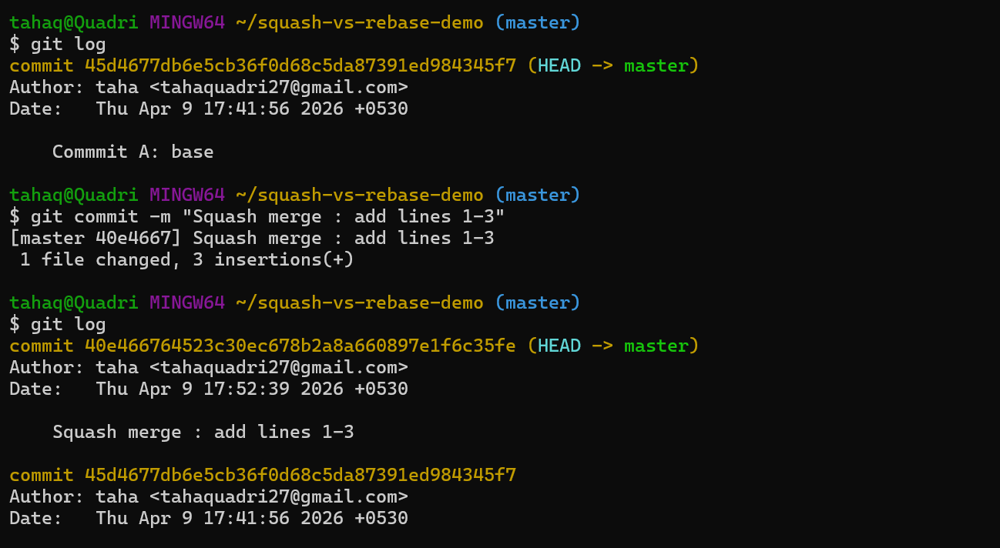 tahaq@Quadri MINGW64 ~/squash-vs-rebase-demo (master)
$ git log
commit 45d4677db6e5cb36f0d68c5da87391ed984345f7 (HEAD -> master)
Author: taha <tahaquadri27@gmail.com>
Date:   Thu Apr 9 17:41:56 2026 +0530

    Commmit A: base

tahaq@Quadri MINGW64 ~/squash-vs-rebase-demo (master)
$ git commit -m "Squash merge : add lines 1-3"
[master 40e4667] Squash merge : add lines 1-3
 1 file changed, 3 insertions(+)

tahaq@Quadri MINGW64 ~/squash-vs-rebase-demo (master)
$ git log
commit 40e466764523c30ec678b2a8a660897e1f6c35fe (HEAD -> master)
Author: taha <tahaquadri27@gmail.com>
Date:   Thu Apr 9 17:52:39 2026 +0530

    Squash merge : add lines 1-3

commit 45d4677db6e5cb36f0d68c5da87391ed984345f7
Author: taha <tahaquadri27@gmail.com>
Date:   Thu Apr 9 17:41:56 2026 +0530